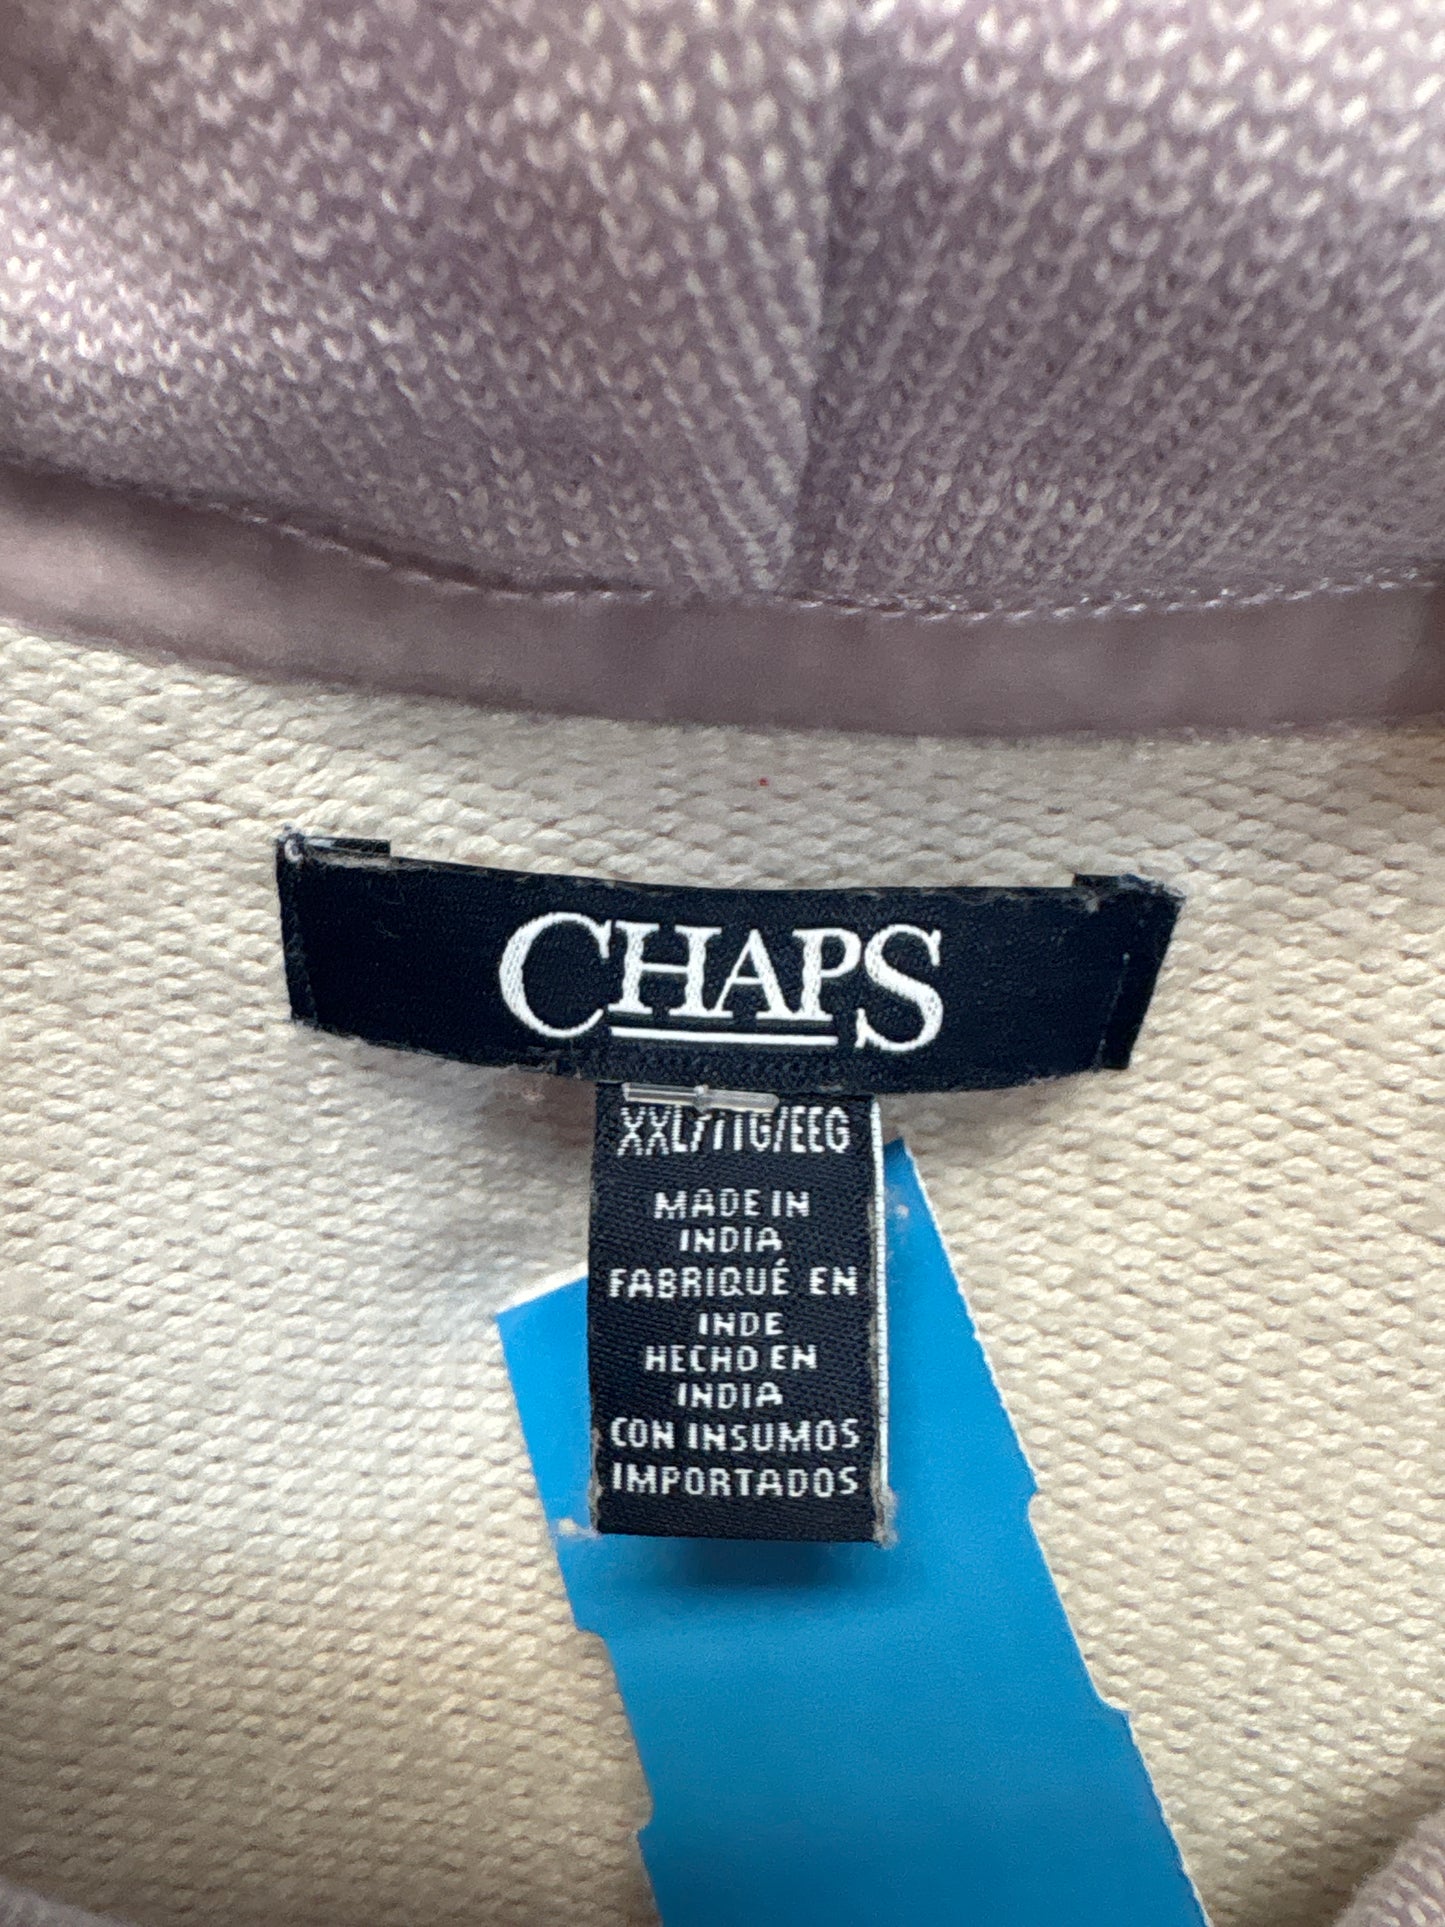 CHAPS
XXL/TTG/EEG
MADE IN
INDIA
FABRIQUÉ EN
INDE
HECHO EN
INDIA
CON INSUMOS
IMPORTADOS